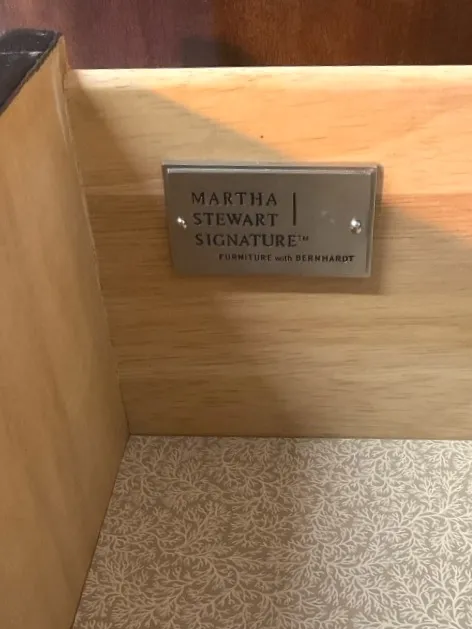 MARTHA
STEWART
SIGNATURE™
FURNITURE with BERNHARDT